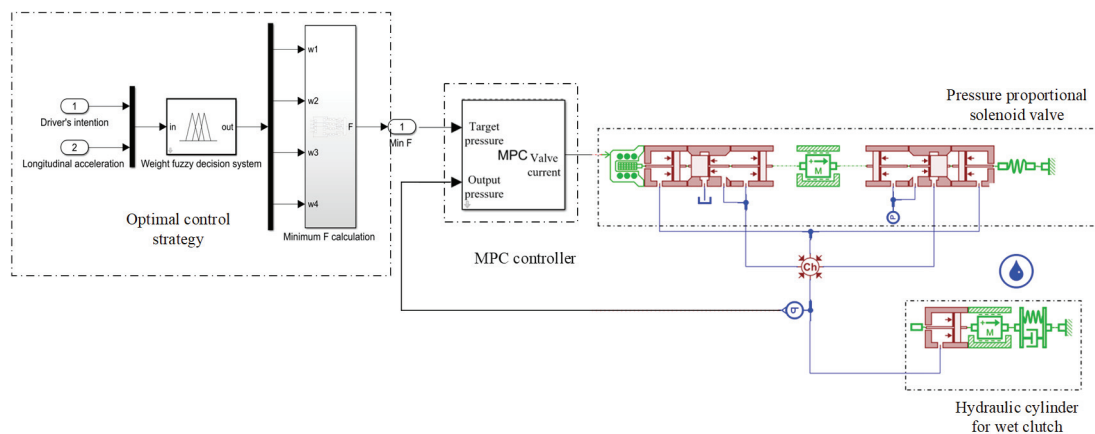 1
Driver's intention
2
Longitudinal acceleration
in
out
Weight fuzzy decision system
Optimal control
strategy
w1
w2
w3
w4
F
Minimum F calculation
1
Min F
Target
pressure
Output
pressure
MPC
Valve
current
MPC controller
Pressure proportional
solenoid valve
M
P
Ch
M
Hydraulic cylinder
for wet clutch